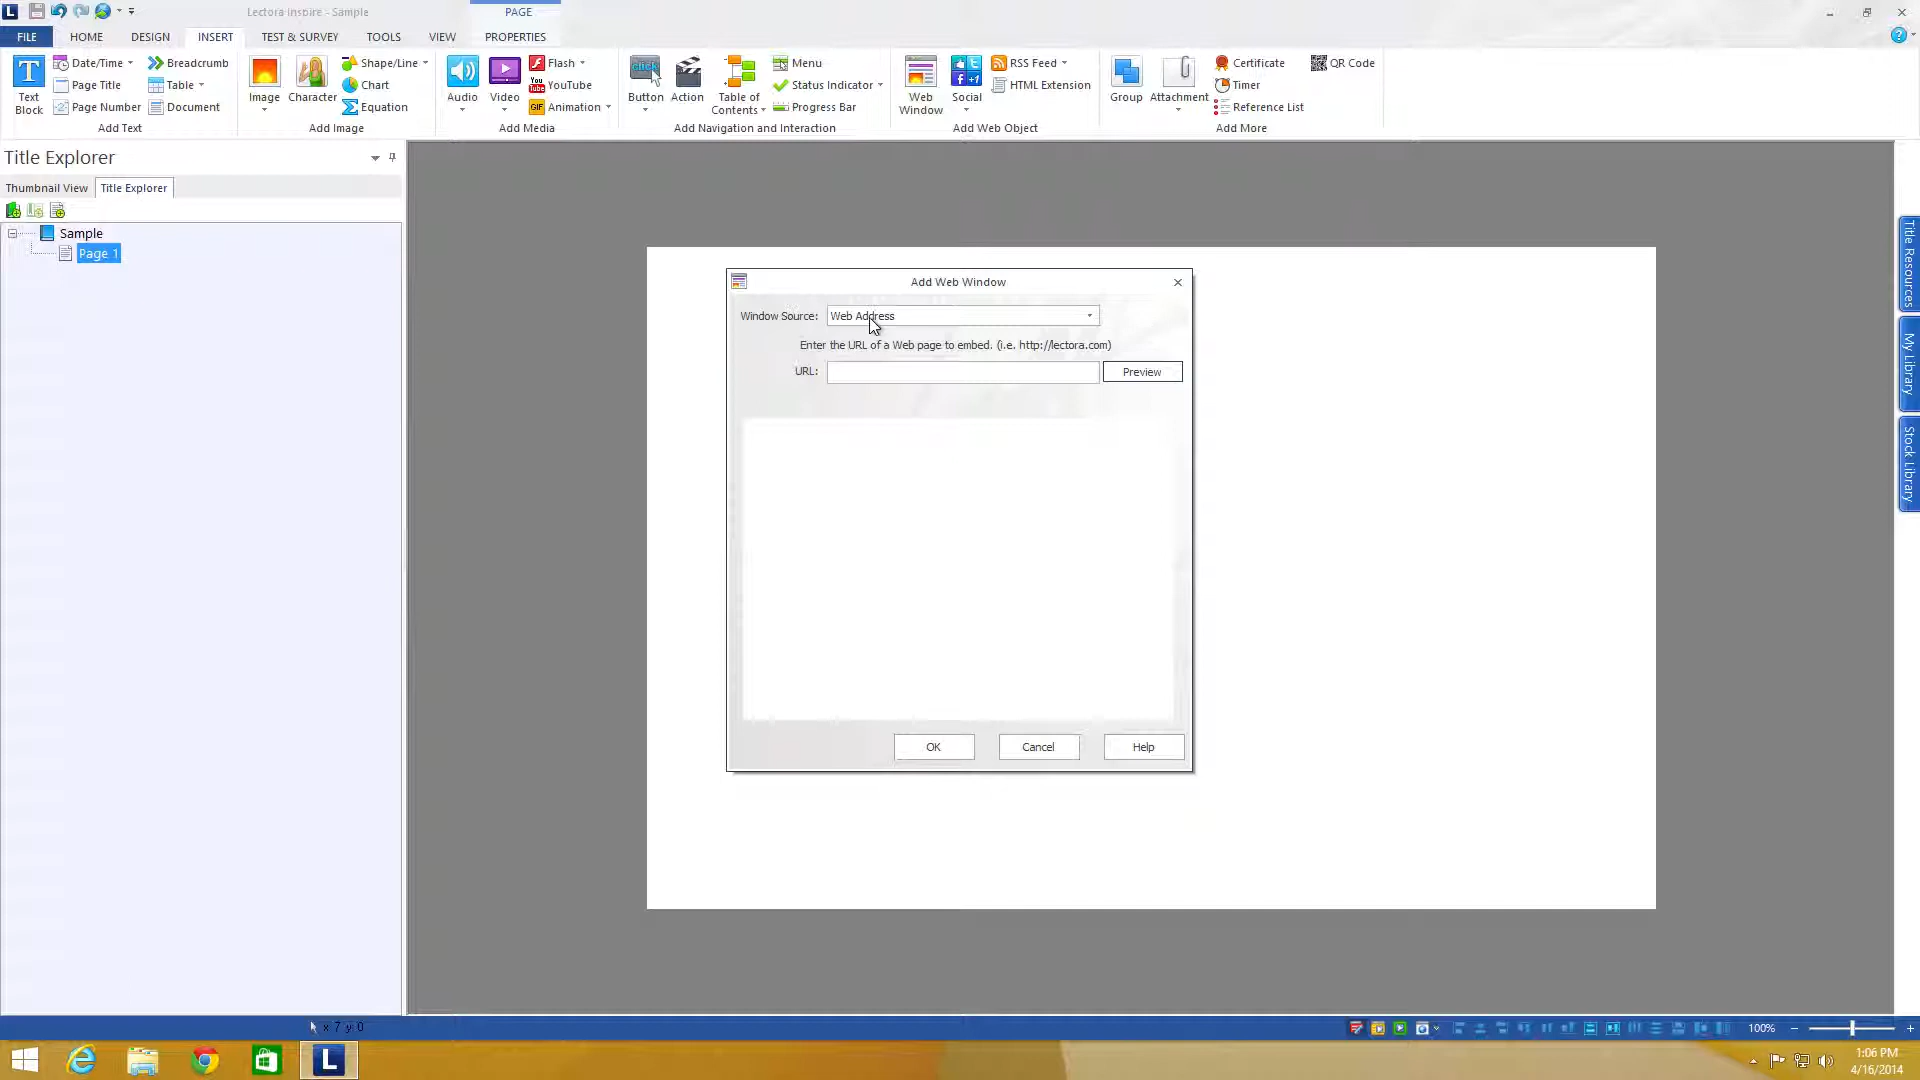 Lectora Inspire - Sample
PAGE
FILE HOME DESIGN INSERT TEST & SURVEY TOOLS VIEW PROPERTIES
Text Block
Date/Time
Page Title
Page Number
Breadcrumb
Table
Document
Add Text
Image
Character
Shape/Line
Chart
Equation
Add Image
Audio
Video
Flash
You Tube YouTube
GIF Animation
Add Media
click
Button
Action
Table of Contents
Menu
Status Indicator
Progress Bar
Add Navigation and Interaction
Web Window
Social
RSS Feed
HTML Extension
Add Web Object
Group
Attachment
Certificate
Timer
Reference List
QR Code
Add More
Title Explorer
Thumbnail View Title Explorer
Sample
Page 1
Add Web Window
Window Source: Web Address
Enter the URL of a Web page to embed. (i.e. http://lectora.com)
URL: Preview
OK Cancel Help
Title Resources
My Library
Stock Library
x 7 y 0
100%
1:06 PM
4/16/2014